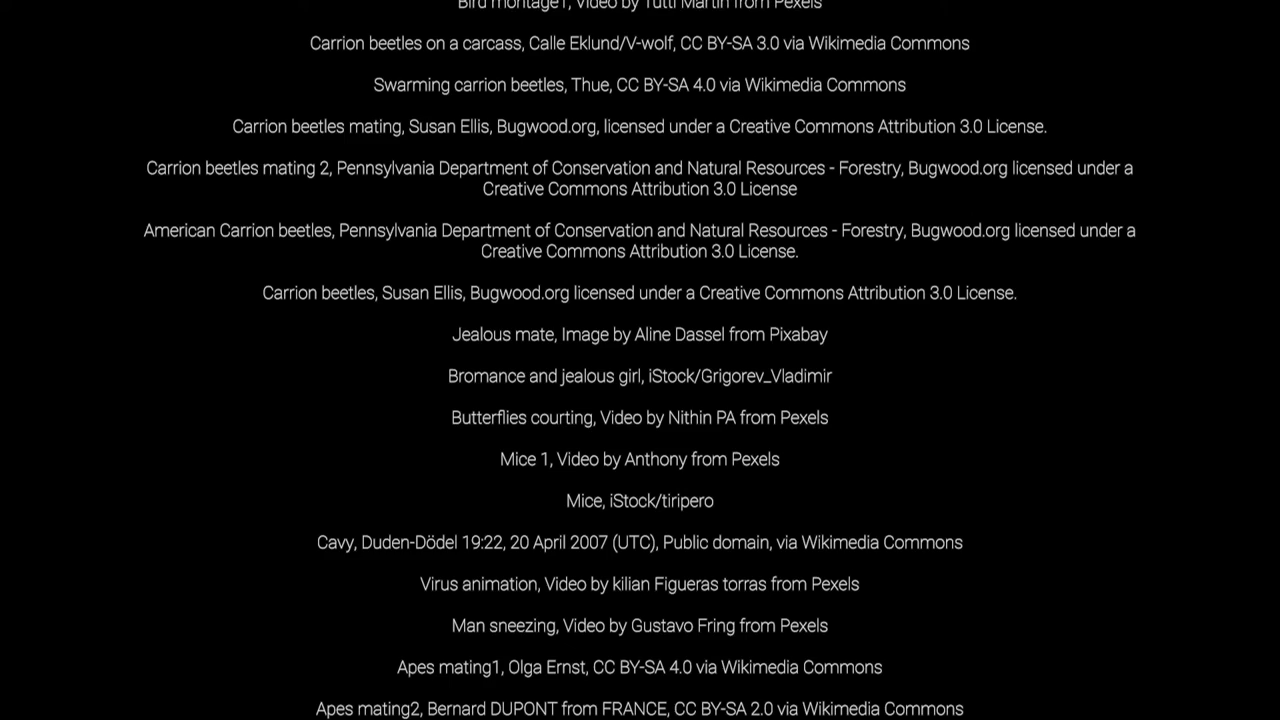 Bird montage1, Video by Tutti Martin from Pexels
Carrion beetles on a carcass, Calle Eklund/V-wolf, CC BY-SA 3.0 via Wikimedia Commons
Swarming carrion beetles, Thue, CC BY-SA 4.0 via Wikimedia Commons
Carrion beetles mating, Susan Ellis, Bugwood.org, licensed under a Creative Commons Attribution 3.0 License.
Carrion beetles mating 2, Pennsylvania Department of Conservation and Natural Resources - Forestry, Bugwood.org licensed under a
Creative Commons Attribution 3.0 License
American Carrion beetles, Pennsylvania Department of Conservation and Natural Resources - Forestry, Bugwood.org licensed under a
Creative Commons Attribution 3.0 License.
Carrion beetles, Susan Ellis, Bugwood.org licensed under a Creative Commons Attribution 3.0 License.
Jealous mate, Image by Aline Dassel from Pixabay
Bromance and jealous girl, iStock/Grigorev_Vladimir
Butterflies courting, Video by Nithin PA from Pexels
Mice 1, Video by Anthony from Pexels
Mice, iStock/tiripero
Cavy, Duden-Dödel 19:22, 20 April 2007 (UTC), Public domain, via Wikimedia Commons
Virus animation, Video by kilian Figueras torras from Pexels
Man sneezing, Video by Gustavo Fring from Pexels
Apes mating1, Olga Ernst, CC BY-SA 4.0 via Wikimedia Commons
Apes mating2, Bernard DUPONT from FRANCE, CC BY-SA 2.0 via Wikimedia Commons